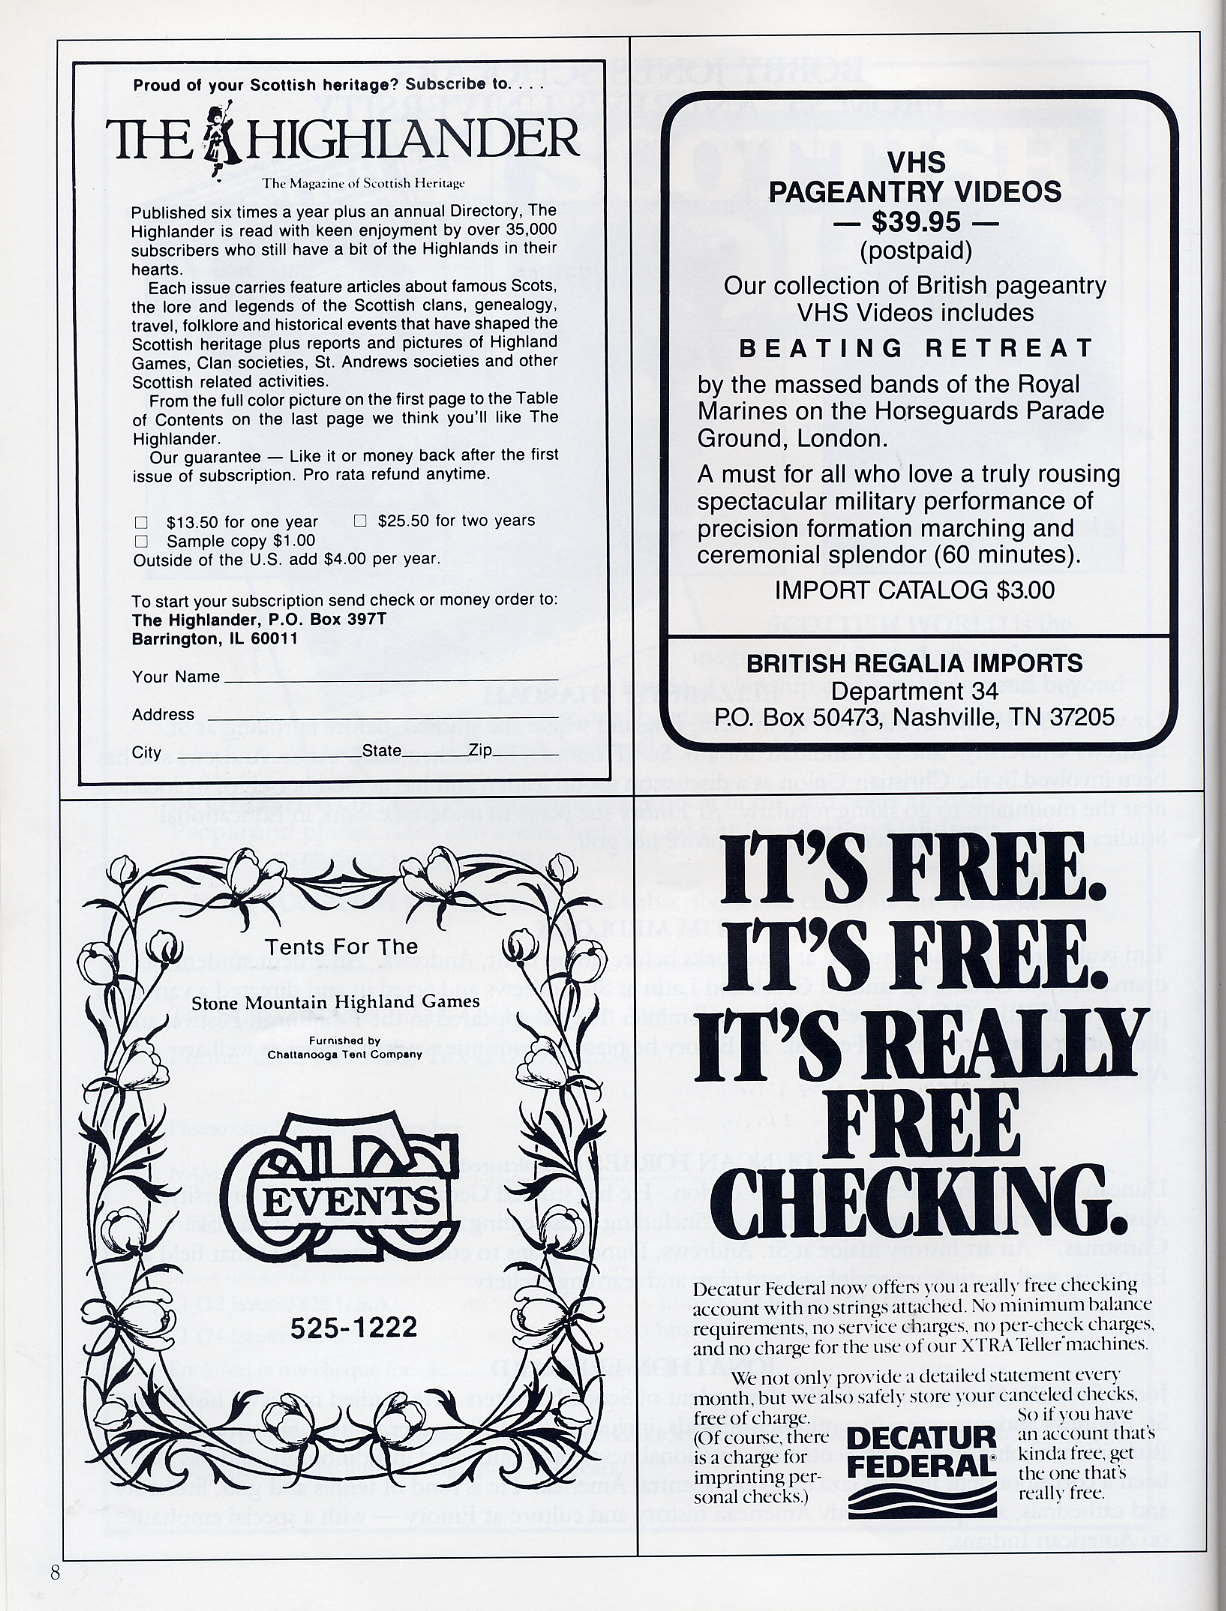 Proud of your Scottish heritage? Subscribe to. . . .
THE HIGHLANDER
The Magazine of Scottish Heritage
Published six times a year plus an annual Directory, The
Highlander is read with keen enjoyment by over 35,000
subscribers who still have a bit of the Highlands in their
hearts.
Each issue carries feature articles about famous Scots,
the lore and legends of the Scottish clans, genealogy,
travel, folklore and historical events that have shaped the
Scottish heritage plus reports and pictures of Highland
Games, Clan societies, St. Andrews societies and other
Scottish related activities.
From the full color picture on the first page to the Table
of Contents on the last page we think you'll like The
Highlander.
Our guarantee — Like it or money back after the first
issue of subscription. Pro rata refund anytime.
☐ $13.50 for one year ☐ $25.50 for two years
☐ Sample copy $1.00
Outside of the U.S. add $4.00 per year.
To start your subscription send check or money order to:
The Highlander, P.O. Box 397T
Barrington, IL 60011
Your Name
Address
City State Zip
VHS
PAGEANTRY VIDEOS
— $39.95 —
(postpaid)
Our collection of British pageantry
VHS Videos includes
BEATING RETREAT
by the massed bands of the Royal
Marines on the Horseguards Parade
Ground, London.
A must for all who love a truly rousing
spectacular military performance of
precision formation marching and
ceremonial splendor (60 minutes).
IMPORT CATALOG $3.00
BRITISH REGALIA IMPORTS
Department 34
P.O. Box 50473, Nashville, TN 37205
Tents For The
Stone Mountain Highland Games
Furnished by
Chattanooga Tent Company
EVENTS
525-1222
IT'S FREE.
IT'S FREE.
IT'S REALLY
FREE
CHECKING.
Decatur Federal now offers you a really free checking
account with no strings attached. No minimum balance
requirements, no service charges, no per-check charges,
and no charge for the use of our XTRA Teller machines.
We not only provide a detailed statement every
month, but we also safely store your canceled checks,
free of charge.
(Of course, there
is a charge for
imprinting per-
sonal checks.)
DECATUR
FEDERAL
So if you have
an account that's
kinda free, get
the one that's
really free.
8